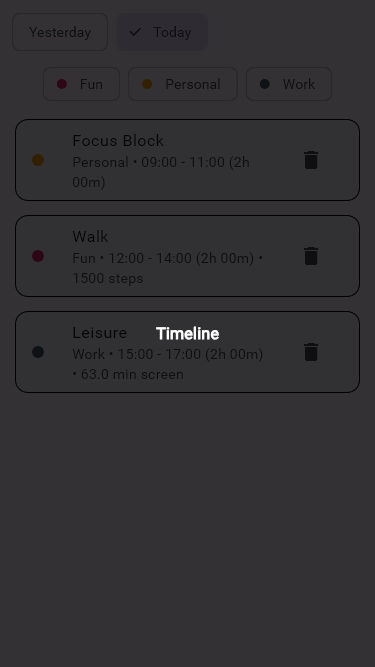 Yesterday
Today
Fun
Personal
Work
Focus Block
Personal • 09:00 - 11:00 (2h
00m)
Walk
Fun • 12:00 - 14:00 (2h 00m) •
1500 steps
Leisure
Timeline
Work • 15:00 - 17:00 (2h 00m)
• 63.0 min screen